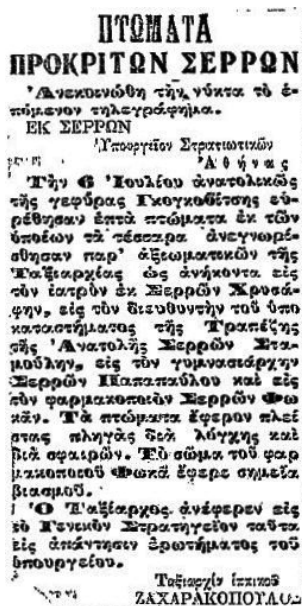 ΠΤΩΜΑΤΑ
ΠΡΟΚΡΙΤΩΝ ΣΕΡΡΩΝ
Ἀνεκοινώθη τὴν νύκτα τὸ ἑ-
πόμενον τηλεγράφημα.
ΕΚ ΣΕΡΡΩΝ
Ὑπουργεῖον Στρατιωτικῶν
Ἀθήνας
Τὴν 6 Ἰουλίου ἀνατολικῶς
τῆς γεφύρας Γκογκοθίτσης εὑ-
ρέθησαν ἑπτὰ πτώματα ἐκ τῶν
ὁποίων τὰ τέσσαρα ἀνεγνωρί-
σθησαν παρ' ἀξιωματικῶν τῆς
Ταξιαρχίας ὡς ἀνήκοντα εἰς
τὸν ἰατρὸν ἐκ Σερρῶν Χρυσά-
φην, εἰς τὸν διευθυντὴν τοῦ ὑπο
καταστήματος τῆς Τραπέζης
τῆς Ἀνατολῆς Σερρῶν Στα-
μούλην, εἰς τὸν γυμνασιάρχην
Σερρῶν Παπαπαύλου καὶ εἰς
τὸν φαρμακοποιὸν Σερρῶν Φω
κᾶν. Τὰ πτώματα ἔφερον πλεί
στας πληγὰς διὰ λόγχης καὶ
διὰ σφαιρῶν. Τὸ σῶμα τοῦ φαρ
μακοποιοῦ Φωκᾶ ἔφερε σημεῖα
βιασμοῦ.
Ὁ Ταξίαρχος ἀνέφερεν εἰς
τὸ Γενικὸν Στρατηγεῖον ταῦτα
εἰς ἀπάντησιν ἐρωτήματος τοῦ
ὑπουργείου.
Ταξιαρχία ἱππικοῦ
ΖΑΧΑΡΑΚΟΠΟΥΛΟΣ